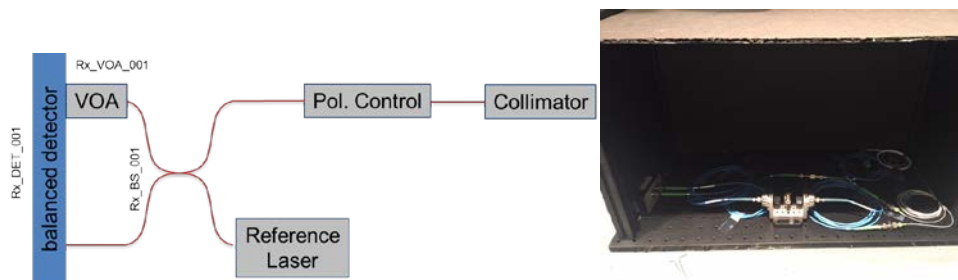 Rx_VOA_001
VOA
Pol. Control
Collimator
Rx_DET_001
balanced detector
Rx_BS_001
Reference
Laser